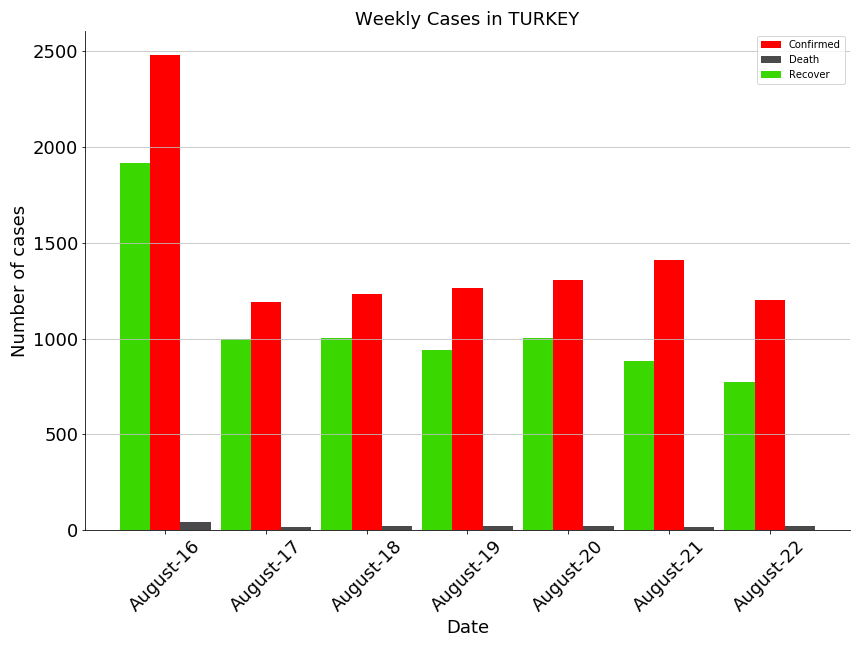 Weekly Cases in TURKEY
Confirmed
Death
Recover
Number of cases
2500
2000
1500
1000
500
0
August-16
August-17
August-18
August-19
August-20
August-21
August-22
Date